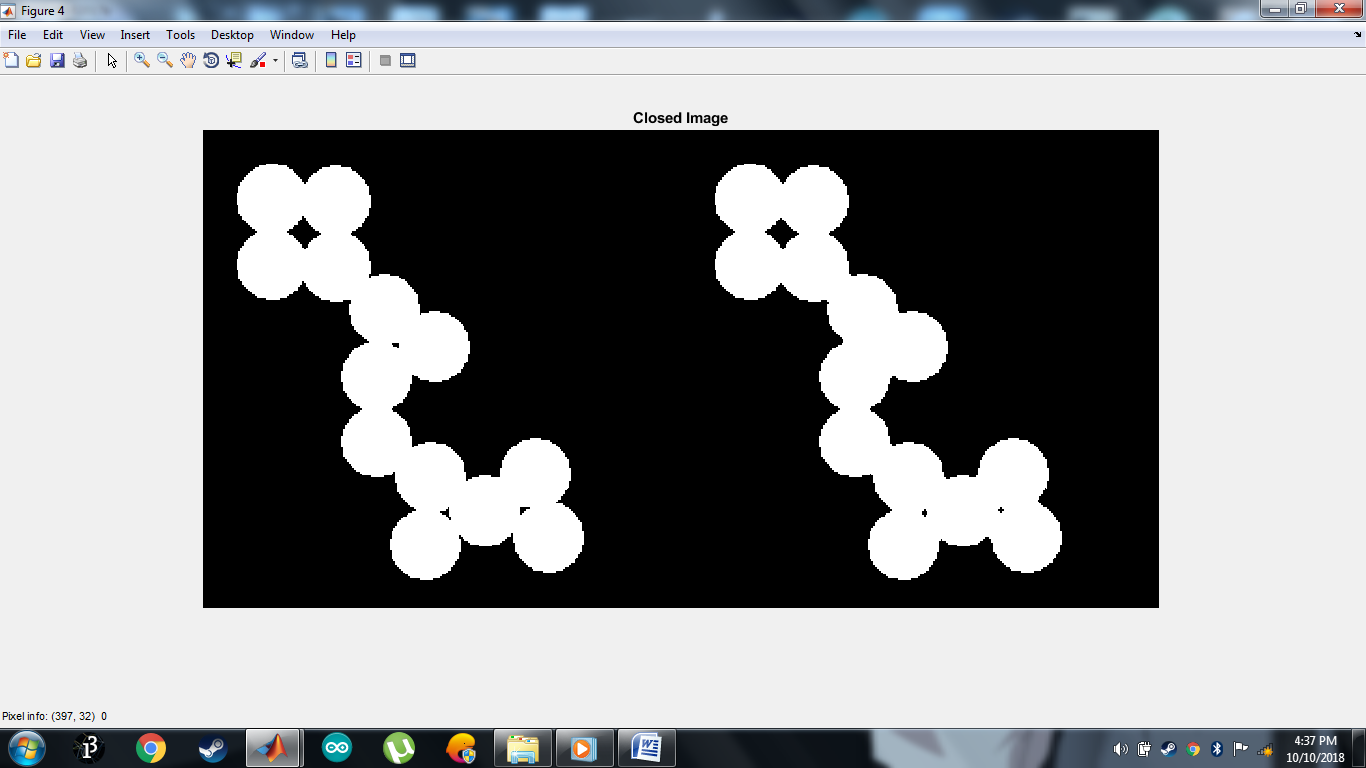 Figure 4
File Edit View Insert Tools Desktop Window Help
Closed Image
Pixel info: (397, 32) 0
4:37 PM
10/10/2018